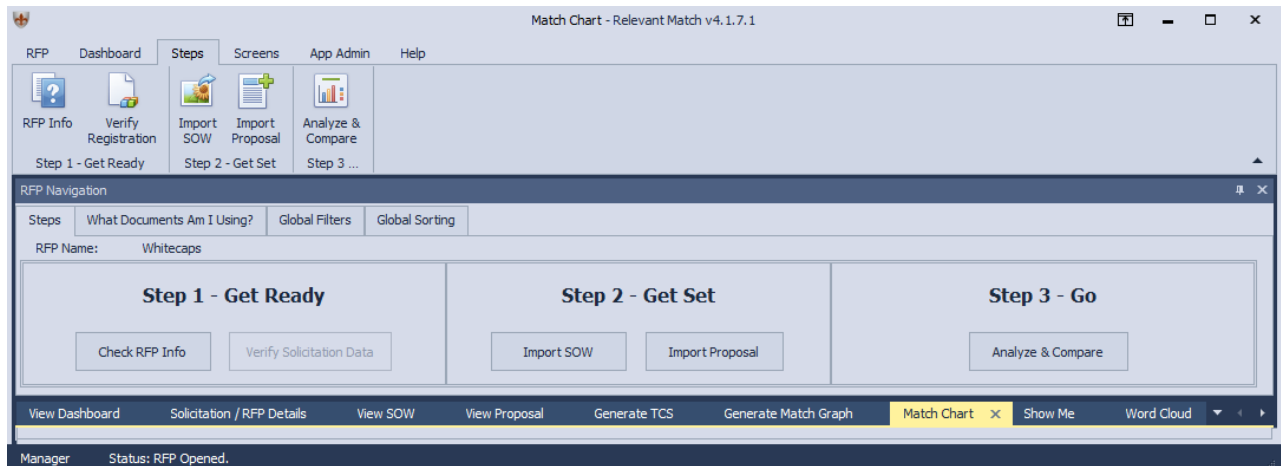 Match Chart - Relevant Match v4.1.7.1
RFP Dashboard Steps Screens App Admin Help
RFP Info Verify Registration Import SOW Import Proposal Analyze & Compare
Step 1 - Get Ready Step 2 - Get Set Step 3 ...
RFP Navigation
Steps What Documents Am I Using? Global Filters Global Sorting
RFP Name: Whitecaps
Step 1 - Get Ready Step 2 - Get Set Step 3 - Go
Check RFP Info Verify Solicitation Data Import SOW Import Proposal Analyze & Compare
View Dashboard Solicitation / RFP Details View SOW View Proposal Generate TCS Generate Match Graph Match Chart Show Me Word Cloud
Manager Status: RFP Opened.